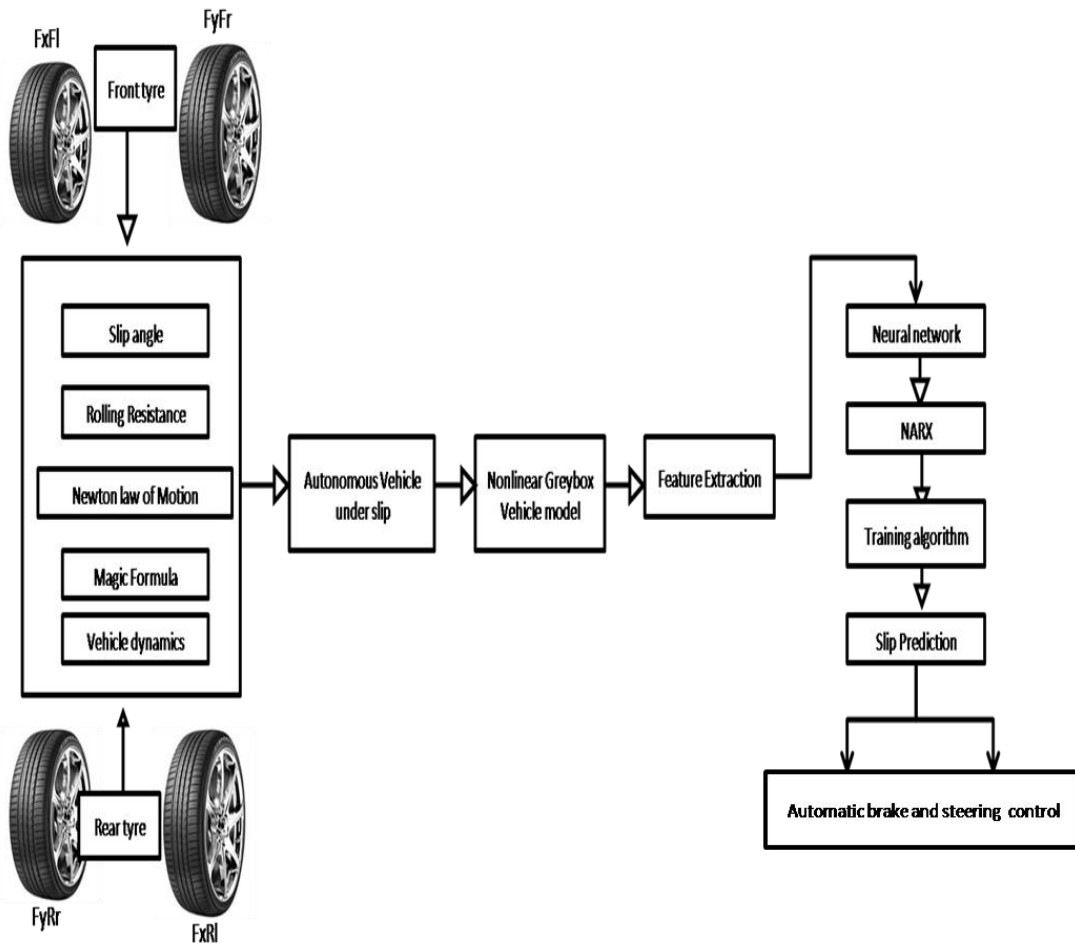 FxFl
FyFr
Front tyre
Slip angle
Rolling Resistance
Newton law of Motion
Magic Formula
Vehicle dynamics
Rear tyre
FyRr
FxRl
Autonomous Vehicle
under slip
Nonlinear Greybox
Vehicle model
Feature Extraction
Neural network
NARX
Training algorithm
Slip Prediction
Automatic brake and steering control